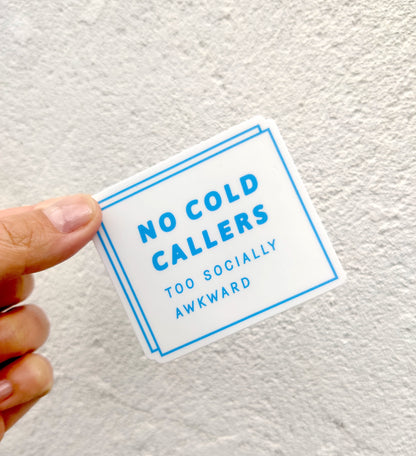 NO COLD
CALLERS
TOO SOCIALLY
AWKWARD